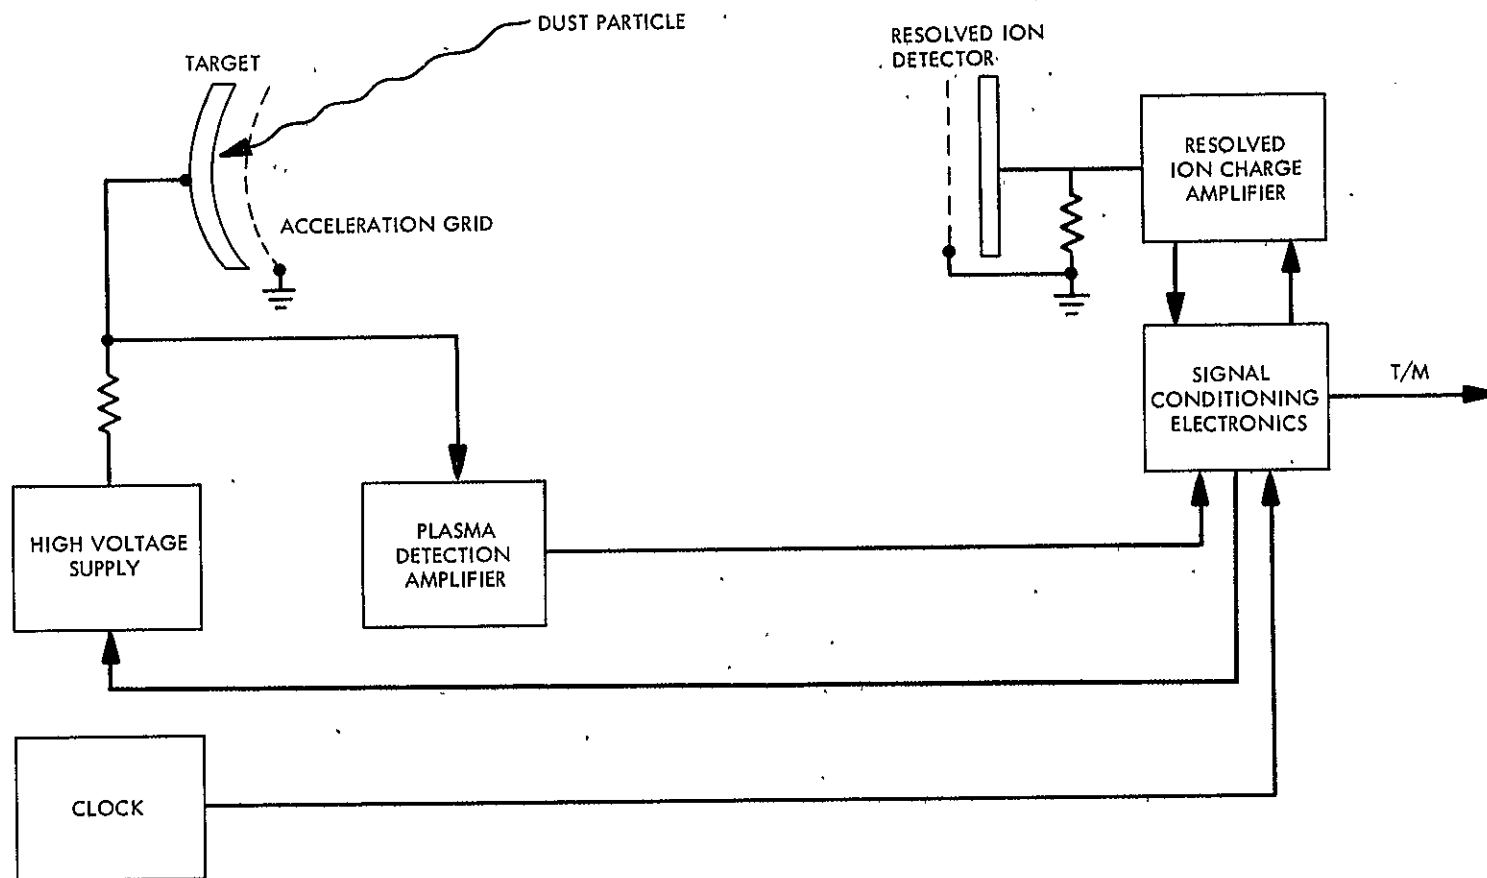 DUST PARTICLE
TARGET
ACCELERATION GRID
RESOLVED ION
DETECTOR
RESOLVED
ION CHARGE
AMPLIFIER
SIGNAL
CONDITIONING
ELECTRONICS
T/M
HIGH VOLTAGE
SUPPLY
PLASMA
DETECTION
AMPLIFIER
CLOCK